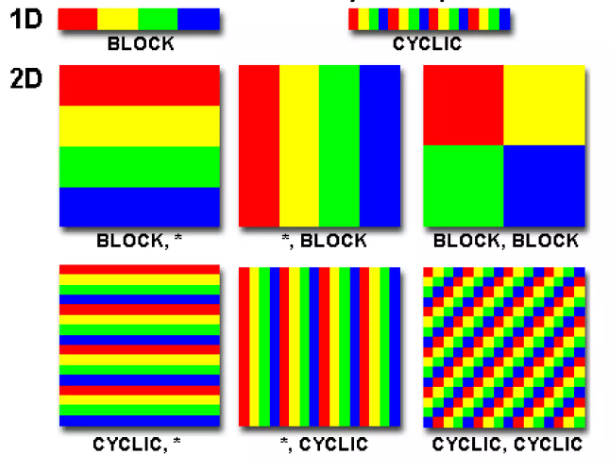 1D
BLOCK
CYCLIC
2D
BLOCK, *
*, BLOCK
BLOCK, BLOCK
CYCLIC, *
*, CYCLIC
CYCLIC, CYCLIC